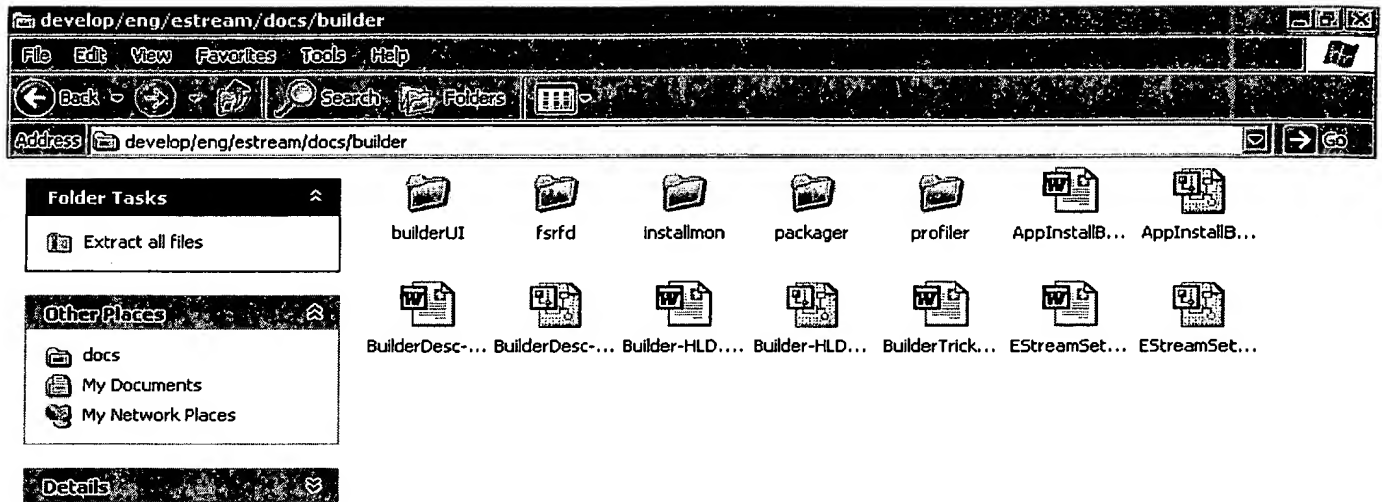 develop/eng/estream/docs/builder
File Edit View Favorites Tools Help
Back Search Folders
Address develop/eng/estream/docs/builder Go
Folder Tasks
Extract all files
Other Places
docs
My Documents
My Network Places
Details
builderUI fsrfd installmon packager profiler AppInstallB... AppInstallB...
BuilderDesc-... BuilderDesc-... Builder-HLD.... Builder-HLD... BuilderTrick... EStreamSet... EStreamSet...